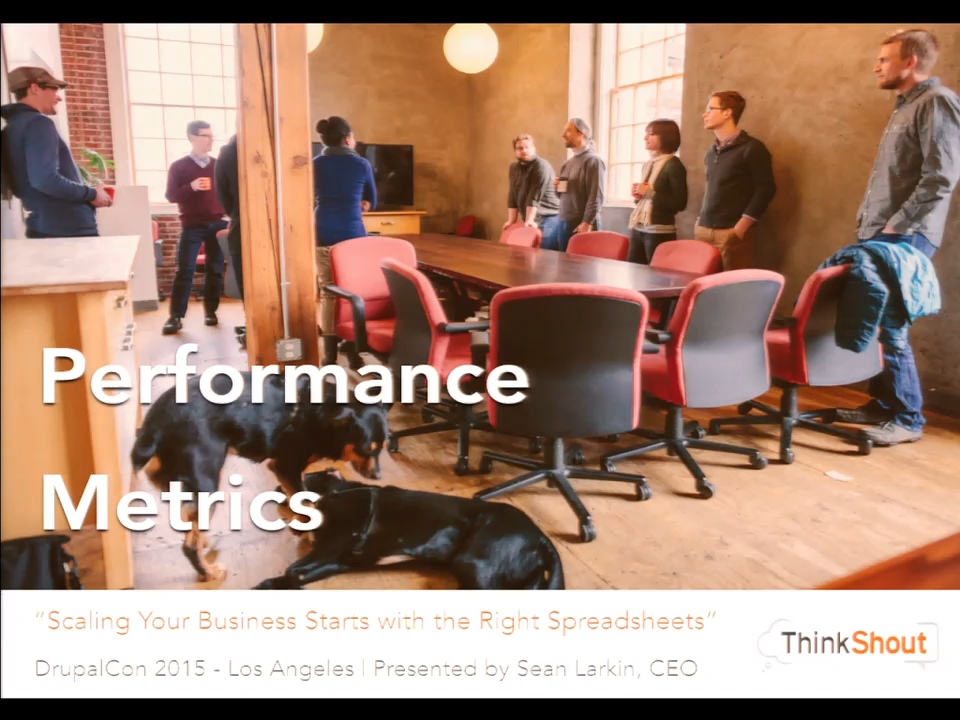 Performance
Metrics
“Scaling Your Business Starts with the Right Spreadsheets”
DrupalCon 2015 - Los Angeles | Presented by Sean Larkin, CEO
ThinkShout